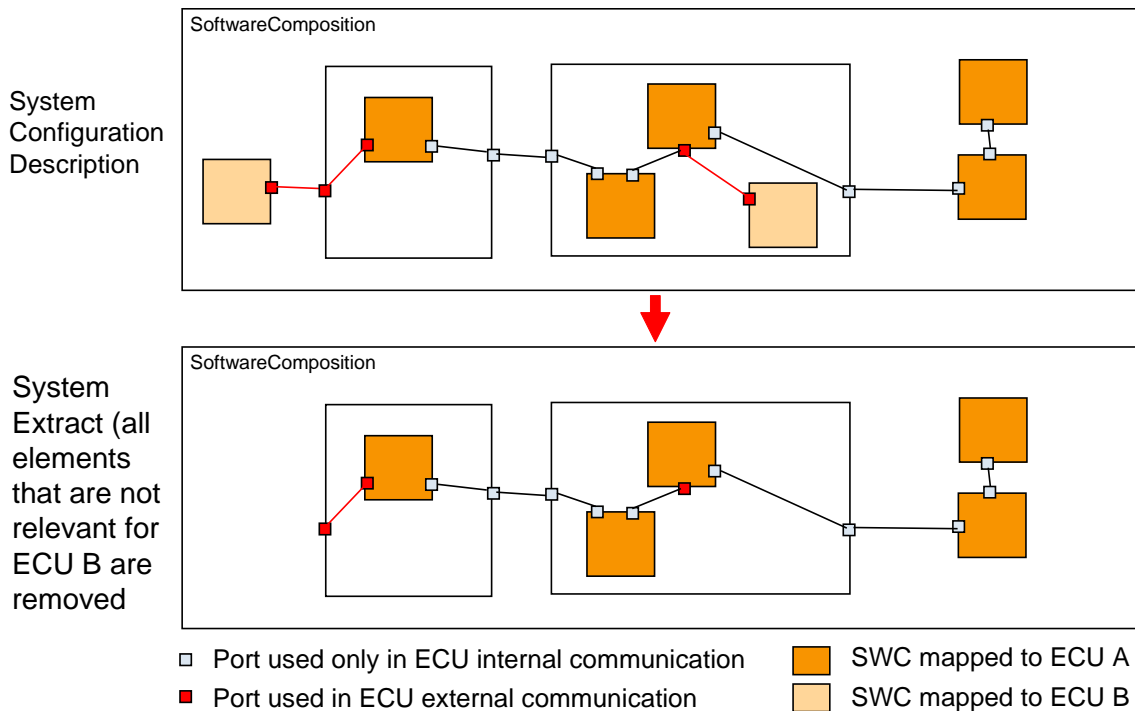 SoftwareComposition
System
Configuration
Description
SoftwareComposition
System
Extract (all
elements
that are not
relevant for
ECU B are
removed
Port used only in ECU internal communication
SWC mapped to ECU A
Port used in ECU external communication
SWC mapped to ECU B